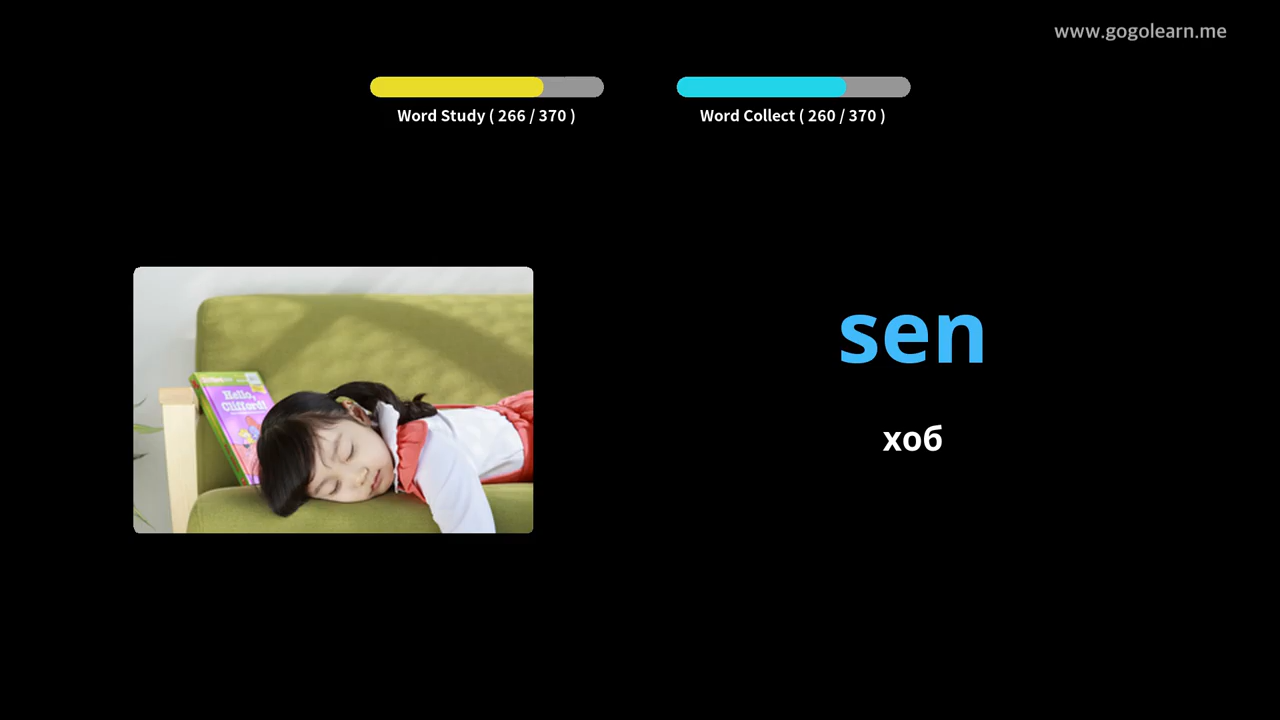 www.gogolearn.me
Word Study ( 266 / 370 )
Word Collect ( 260 / 370 )
Hello,
Clifford!
sen
хоб